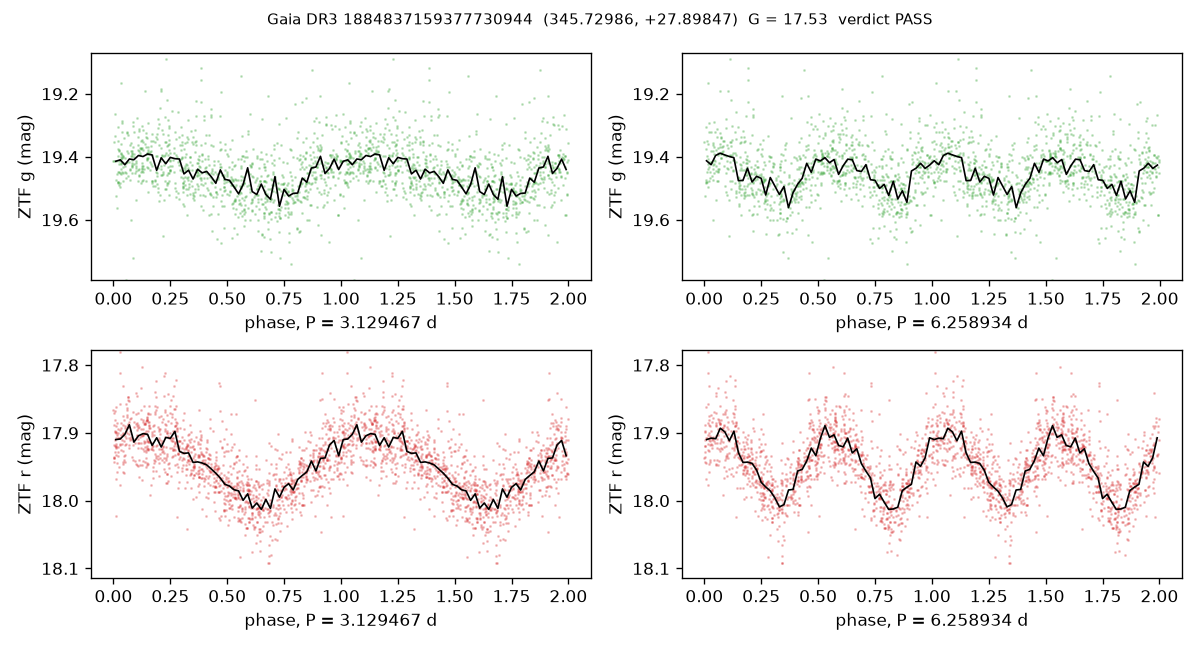 Gaia DR3 1884837159377730944 (345.72986, +27.89847) G = 17.53 verdict PASS
ZTF g (mag)
19.2
19.4
19.6
0.00 0.25 0.50 0.75 1.00 1.25 1.50 1.75 2.00
phase, P = 3.129467 d
ZTF g (mag)
19.2
19.4
19.6
0.00 0.25 0.50 0.75 1.00 1.25 1.50 1.75 2.00
phase, P = 6.258934 d
ZTF r (mag)
17.8
17.9
18.0
18.1
0.00 0.25 0.50 0.75 1.00 1.25 1.50 1.75 2.00
phase, P = 3.129467 d
ZTF r (mag)
17.8
17.9
18.0
18.1
0.00 0.25 0.50 0.75 1.00 1.25 1.50 1.75 2.00
phase, P = 6.258934 d